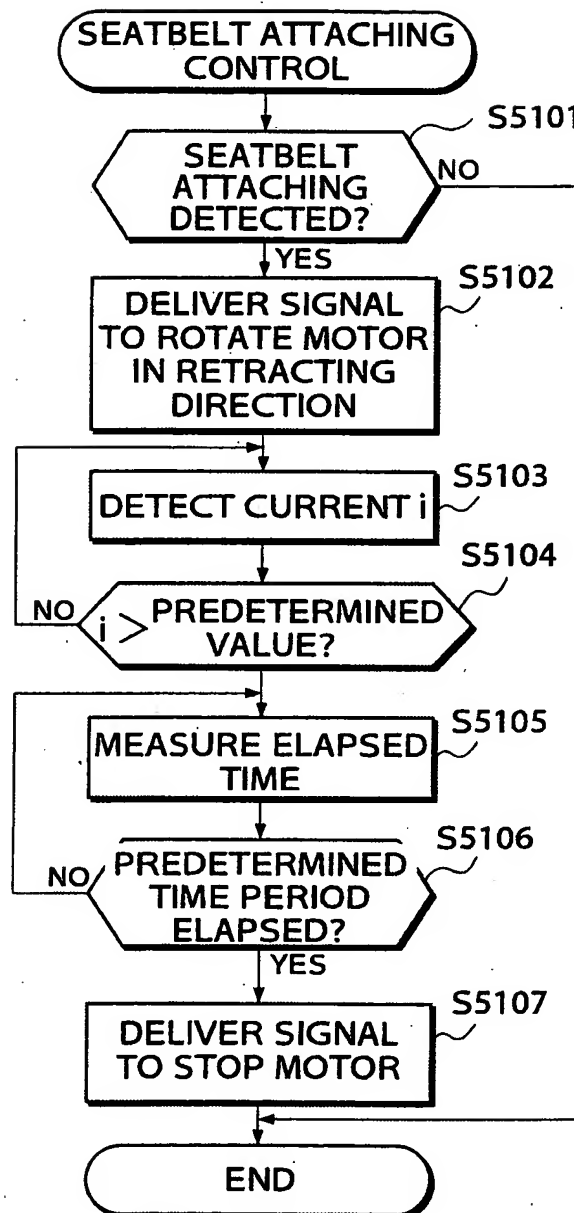 SEATBELT ATTACHING
CONTROL
S5101
SEATBELT
ATTACHING
DETECTED?
NO
YES
S5102
DELIVER SIGNAL
TO ROTATE MOTOR
IN RETRACTING
DIRECTION
S5103
DETECT CURRENT i
S5104
NO
i > PREDETERMINED
VALUE?
S5105
MEASURE ELAPSED
TIME
S5106
PREDETERMINED
NO
TIME PERIOD
ELAPSED?
YES
S5107
DELIVER SIGNAL
TO STOP MOTOR
END